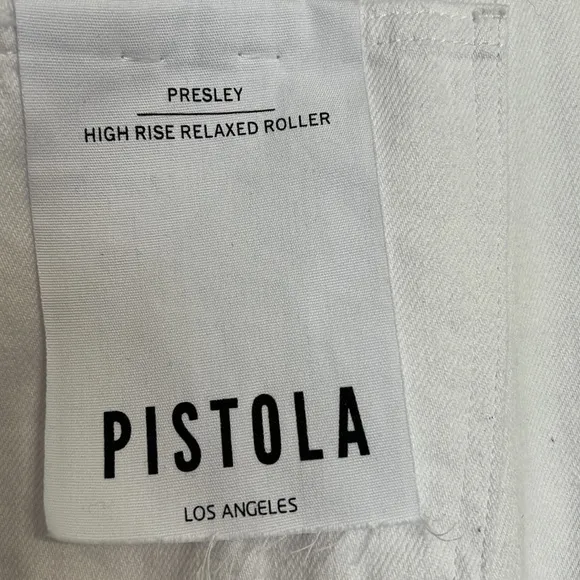 PRESLEY
HIGH RISE RELAXED ROLLER
PISTOLA
LOS ANGELES